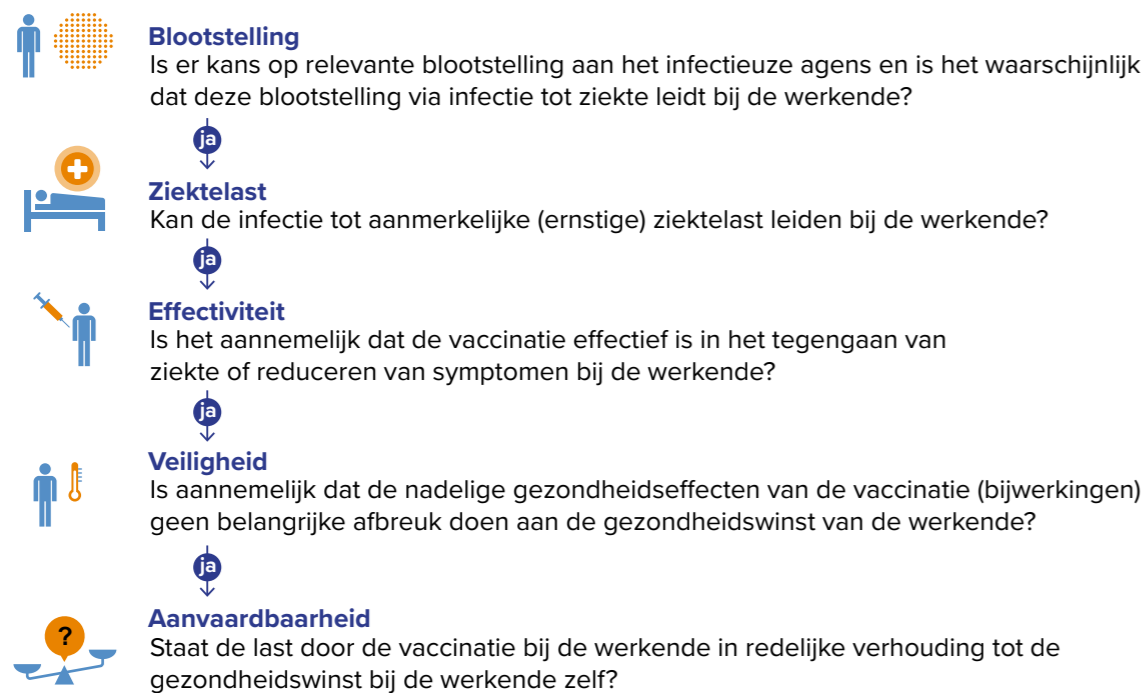 Blootstelling
Is er kans op relevante blootstelling aan het infectieuze agens en is het waarschijnlijk
dat deze blootstelling via infectie tot ziekte leidt bij de werkende?
ja
Ziektelast
Kan de infectie tot aanmerkelijke (ernstige) ziektelast leiden bij de werkende?
ja
Effectiviteit
Is het aannemelijk dat de vaccinatie effectief is in het tegengaan van
ziekte of reduceren van symptomen bij de werkende?
ja
Veiligheid
Is aannemelijk dat de nadelige gezondheidseffecten van de vaccinatie (bijwerkingen)
geen belangrijke afbreuk doen aan de gezondheidswinst van de werkende?
ja
?
Aanvaardbaarheid
Staat de last door de vaccinatie bij de werkende in redelijke verhouding tot de
gezondheidswinst bij de werkende zelf?